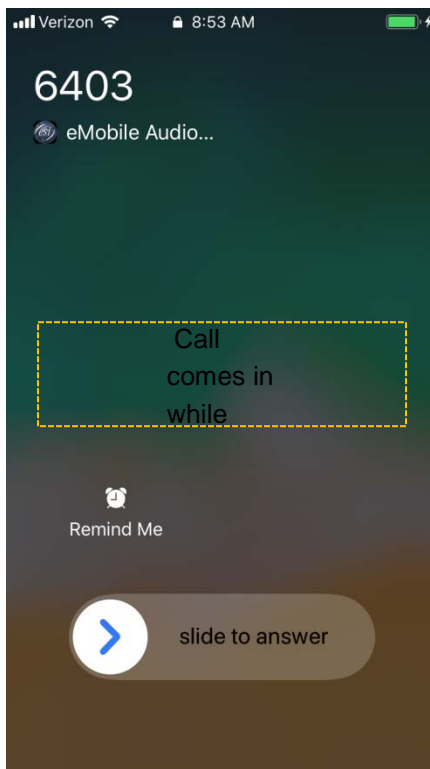 Verizon 8:53 AM
6403
eMobile Audio...
Call
comes in
while
Remind Me
slide to answer